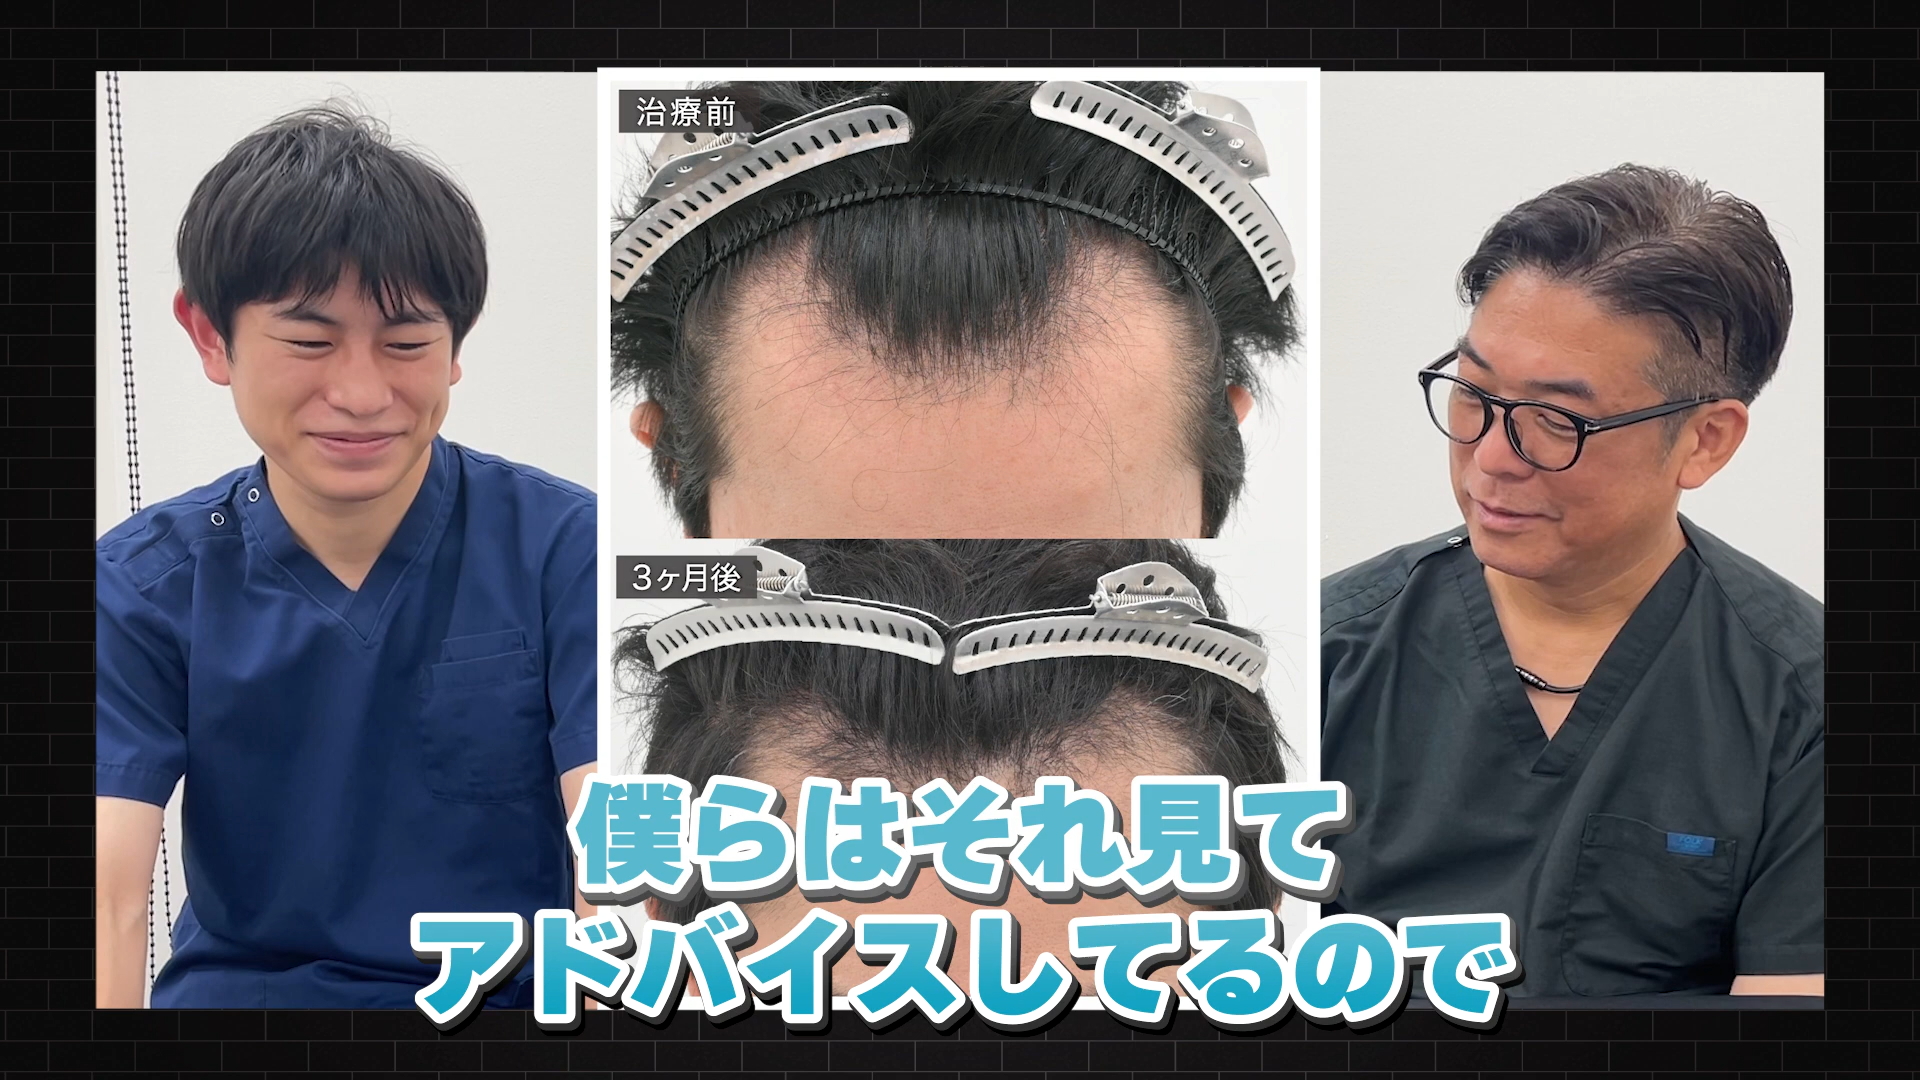 治療前
3ヶ月後
僕らはそれ見て
アドバイスしてるので